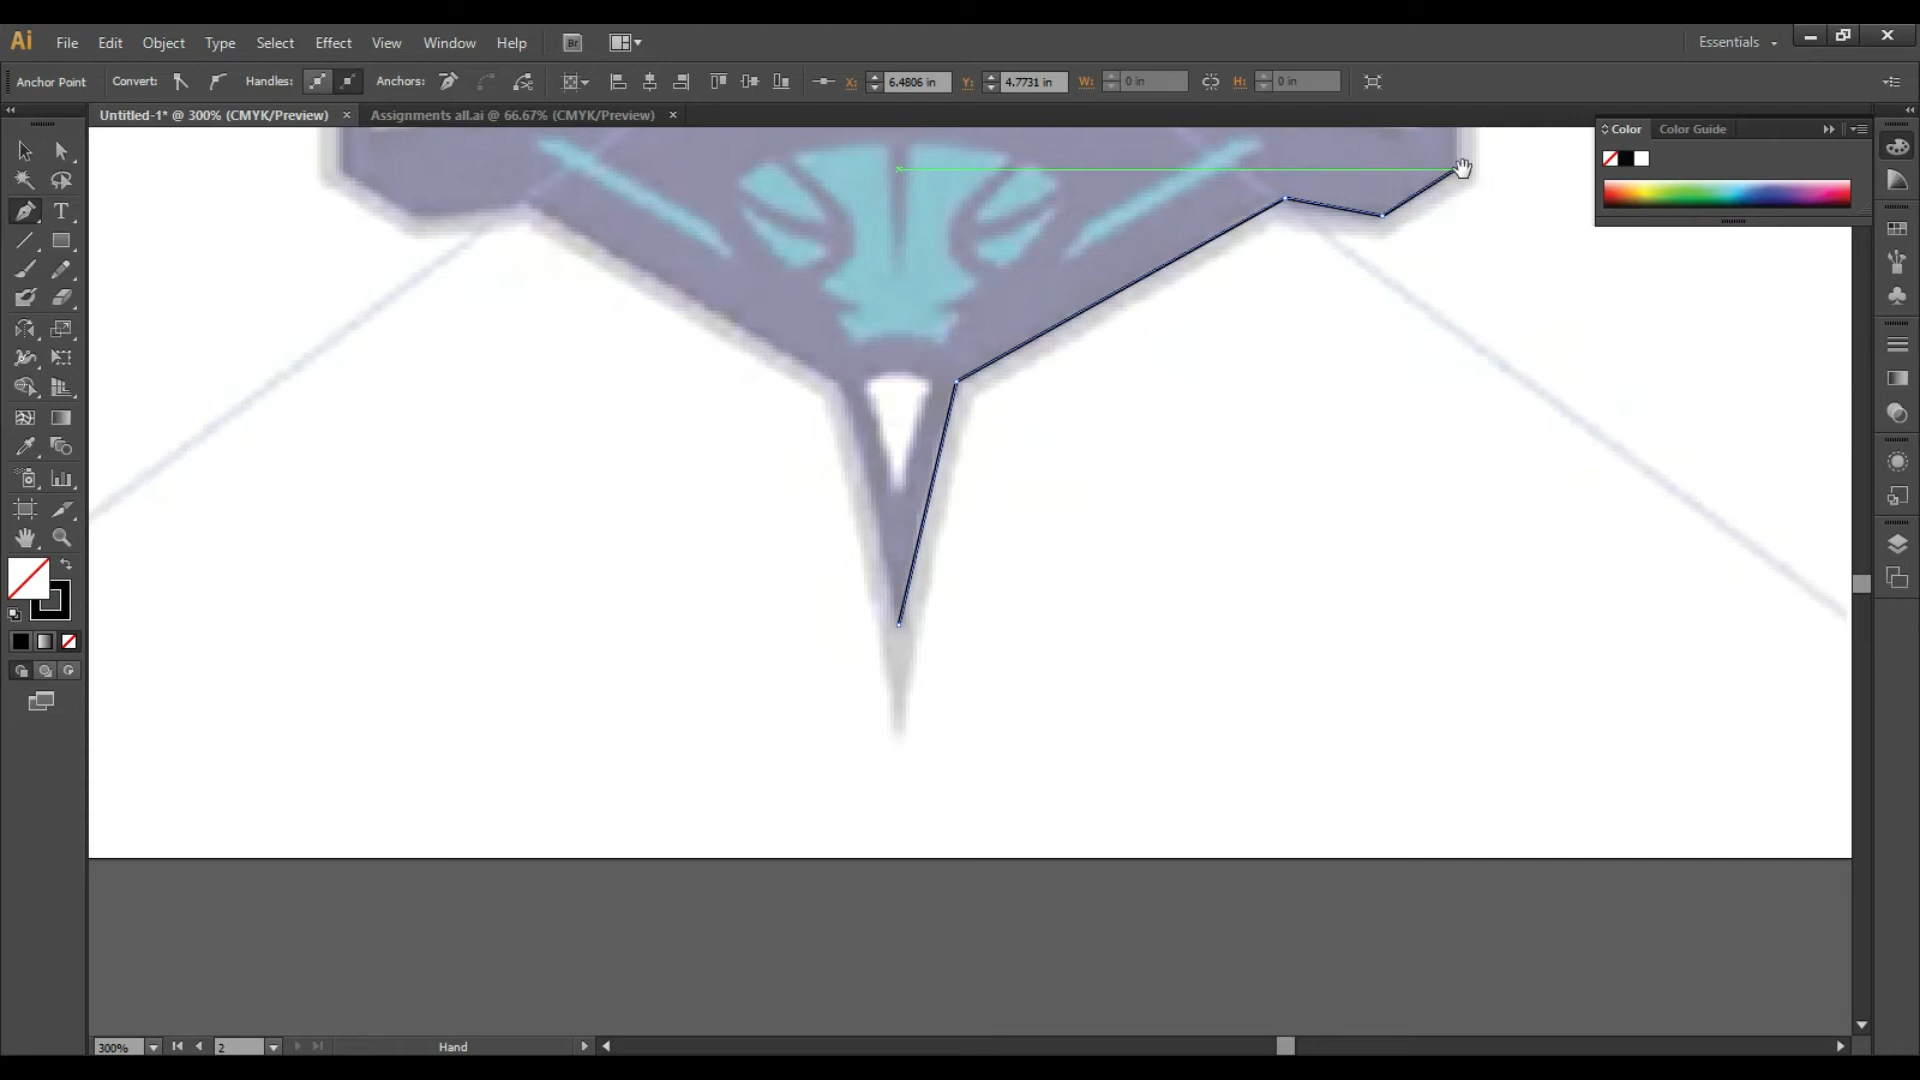 Ai File Edit Object Type Select Effect View Window Help Br Essentials
Anchor Point Convert: Handles: Anchors: X: 6.4806 in Y: 4.7731 in W: 0 in H: 0 in
Untitled-1* @ 300% (CMYK/Preview) × Assignments all.ai @ 66.67% (CMYK/Preview) ×
Color Color Guide
T
300% 2 Hand